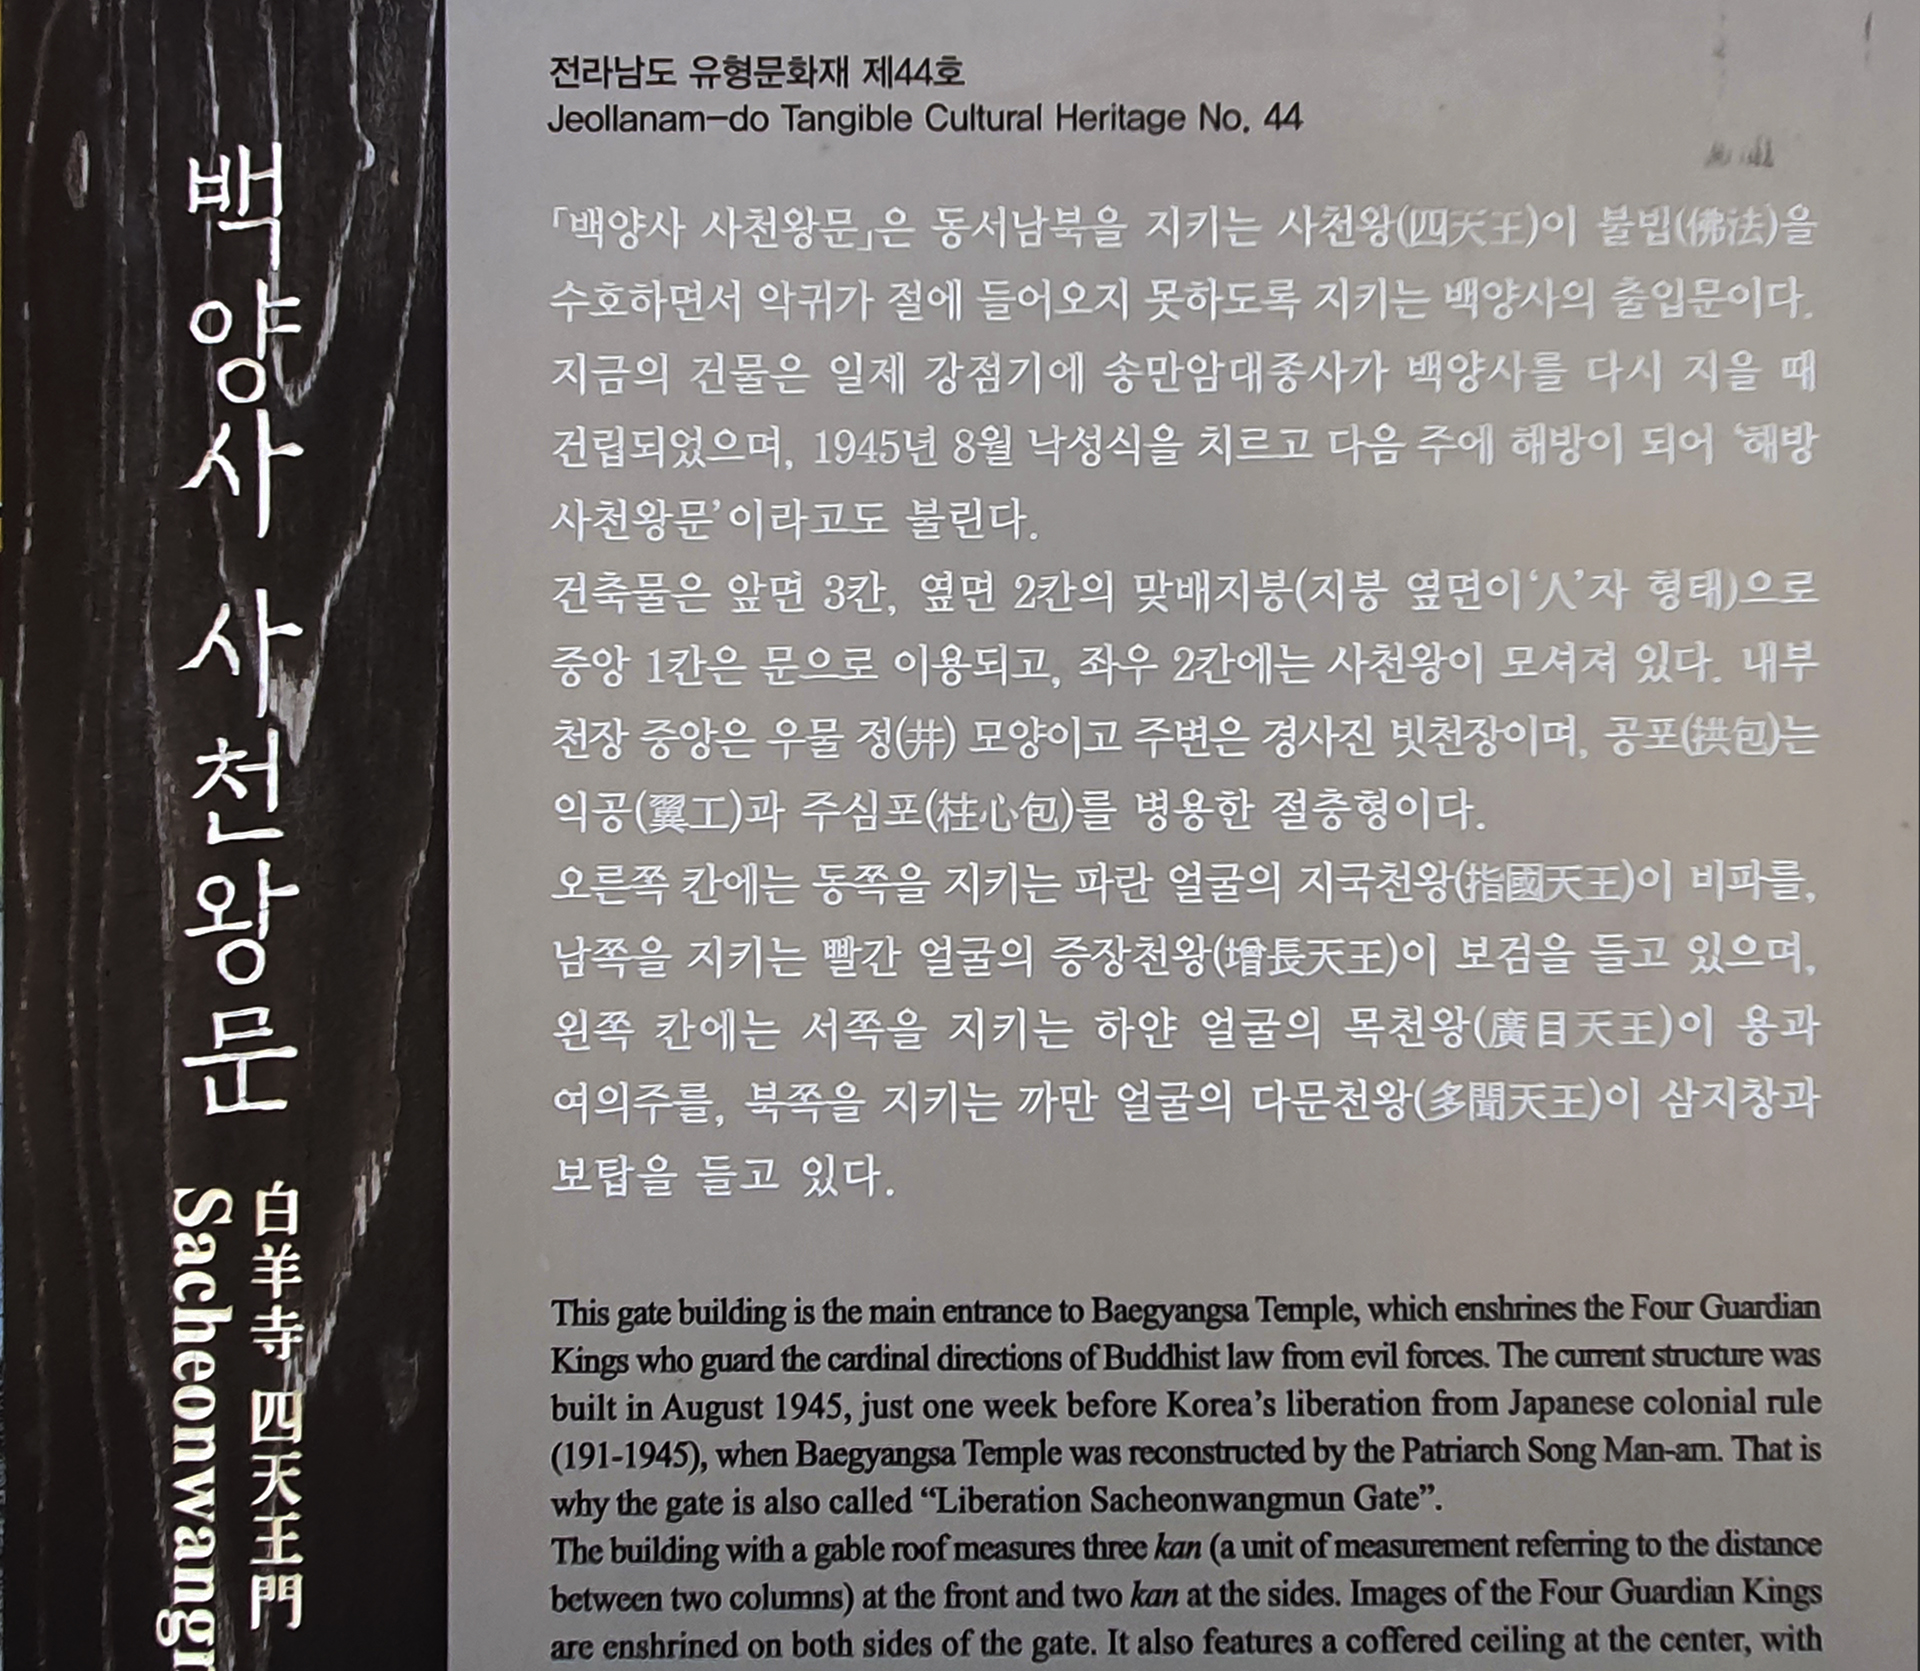 백양사 사천왕문
白羊寺 四天王門
Sacheonwangm
전라남도 유형문화재 제44호
Jeollanam-do Tangible Cultural Heritage No. 44
「백양사 사천왕문」은 동서남북을 지키는 사천왕(四天王)이 불법(佛法)을
수호하면서 악귀가 절에 들어오지 못하도록 지키는 백양사의 출입문이다.
지금의 건물은 일제 강점기에 송만암대종사가 백양사를 다시 지을 때
건립되었으며, 1945년 8월 낙성식을 치르고 다음 주에 해방이 되어 ‘해방
사천왕문’이라고도 불린다.
건축물은 앞면 3칸, 옆면 2칸의 맞배지붕(지붕 옆면이‘人’자 형태)으로
중앙 1칸은 문으로 이용되고, 좌우 2칸에는 사천왕이 모셔져 있다. 내부
천장 중앙은 우물 정(井) 모양이고 주변은 경사진 빗천장이며, 공포(拱包)는
익공(翼工)과 주심포(柱心包)를 병용한 절충형이다.
오른쪽 칸에는 동쪽을 지키는 파란 얼굴의 지국천왕(指國天王)이 비파를,
남쪽을 지키는 빨간 얼굴의 증장천왕(增長天王)이 보검을 들고 있으며,
왼쪽 칸에는 서쪽을 지키는 하얀 얼굴의 목천왕(廣目天王)이 용과
여의주를, 북쪽을 지키는 까만 얼굴의 다문천왕(多聞天王)이 삼지창과
보탑을 들고 있다.
This gate building is the main entrance to Baegyangsa Temple, which enshrines the Four Guardian
Kings who guard the cardinal directions of Buddhist law from evil forces. The current structure was
built in August 1945, just one week before Korea’s liberation from Japanese colonial rule
(191-1945), when Baegyangsa Temple was reconstructed by the Patriarch Song Man-am. That is
why the gate is also called “Liberation Sacheonwangmun Gate”.
The building with a gable roof measures three kan (a unit of measurement referring to the distance
between two columns) at the front and two kan at the sides. Images of the Four Guardian Kings
are enshrined on both sides of the gate. It also features a coffered ceiling at the center, with